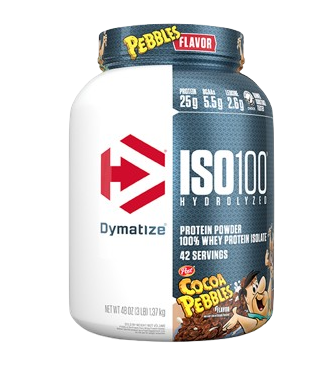 PEBBLES
FLAVOR
PROTEIN
25g
BCAAs
5.5g
LEUCINE
2.6g
ISO100
HYDROLYZED
Dymatize®
PROTEIN POWDER
100% WHEY PROTEIN ISOLATE
42 SERVINGS
Post
COCOA
PEBBLES
FLAVOR
NET WT 48 OZ (3 LB) 1.37 kg